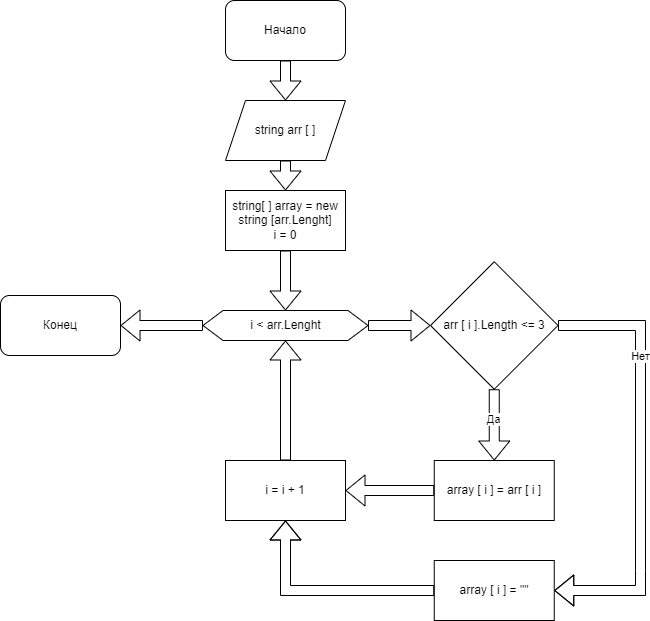 Начало
string arr [ ]
string[ ] array = new
string [arr.Lenght]
i = 0
Конец
i < arr.Lenght
arr [ i ].Length <= 3
Нет
Да
i = i + 1
array [ i ] = arr [ i ]
array [ i ] = ""